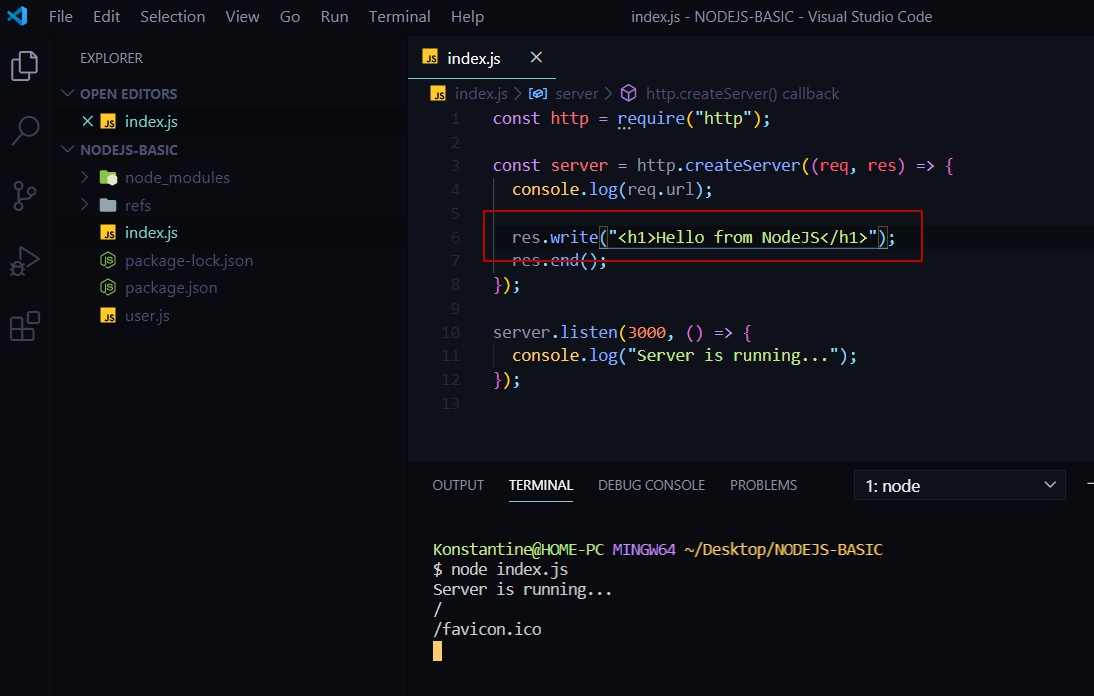 File Edit Selection View Go Run Terminal Help index.js - NODEJS-BASIC - Visual Studio Code
EXPLORER
OPEN EDITORS
JS index.js
NODEJS-BASIC
node_modules
refs
JS index.js
package-lock.json
package.json
JS user.js
JS index.js
JS index.js > server > http.createServer() callback
1 const http = require("http");
2
3 const server = http.createServer((req, res) => {
4 console.log(req.url);
5
6 res.write("<h1>Hello from NodeJS</h1>");
7 res.end();
8 });
9
10 server.listen(3000, () => {
11 console.log("Server is running...");
12 });
13
OUTPUT TERMINAL DEBUG CONSOLE PROBLEMS 1: node
Konstantine@HOME-PC MINGW64 ~/Desktop/NODEJS-BASIC
$ node index.js
Server is running...
/
/favicon.ico